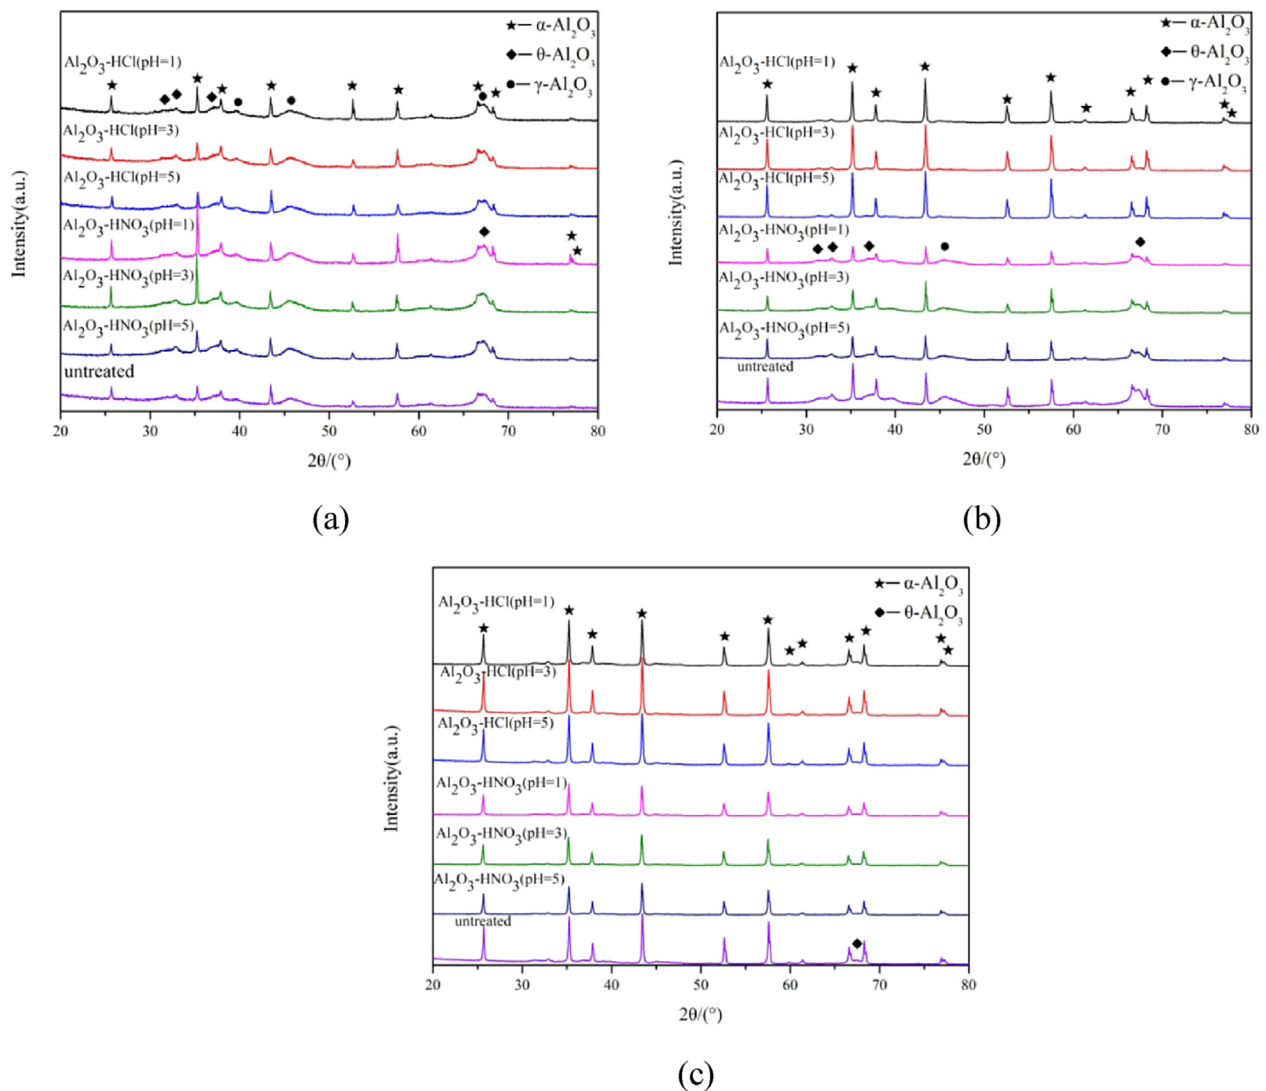 ★— α-Al2O3
◆— θ-Al2O3
●— γ-Al2O3
Al2O3-HCl(pH=1)
Al2O3-HCl(pH=3)
Al2O3-HCl(pH=5)
Al2O3-HNO3(pH=1)
Al2O3-HNO3(pH=3)
Al2O3-HNO3(pH=5)
untreated
Intensity(a.u.)
20 30 40 50 60 70 80
2θ/(°)
(a)
★— α-Al2O3
◆— θ-Al2O3
●— γ-Al2O3
Al2O3-HCl(pH=1)
Al2O3-HCl(pH=3)
Al2O3-HCl(pH=5)
Al2O3-HNO3(pH=1)
Al2O3-HNO3(pH=3)
Al2O3-HNO3(pH=5)
untreated
Intensity(a.u.)
20 30 40 50 60 70 80
2θ/(°)
(b)
★— α-Al2O3
◆— θ-Al2O3
Al2O3-HCl(pH=1)
Al2O3-HCl(pH=3)
Al2O3-HCl(pH=5)
Al2O3-HNO3(pH=1)
Al2O3-HNO3(pH=3)
Al2O3-HNO3(pH=5)
untreated
Intensity(a.u.)
20 30 40 50 60 70 80
2θ/(°)
(c)